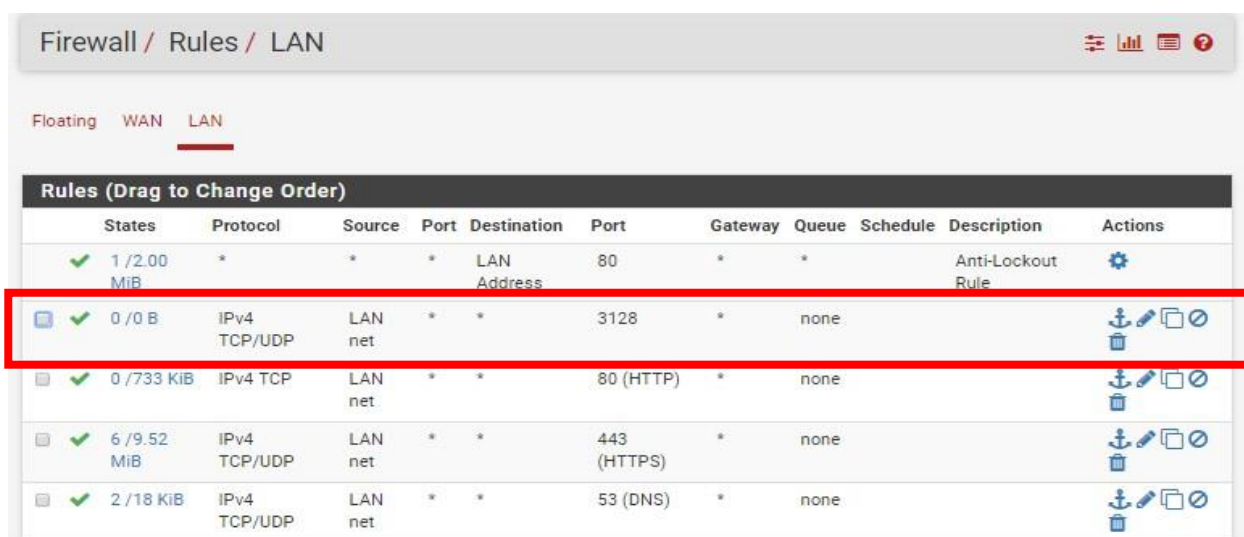 Firewall / Rules / LAN
Floating WAN LAN
Rules (Drag to Change Order)
States Protocol Source Port Destination Port Gateway Queue Schedule Description Actions
1 /2.00 * * * LAN 80 * * Anti-Lockout
MiB Address Rule
0 /0 B IPv4 LAN * * 3128 * none
TCP/UDP net
0 /733 KiB IPv4 TCP LAN * * 80 (HTTP) * none
net
6 /9.52 IPv4 LAN * * 443 * none
MiB TCP/UDP net (HTTPS)
2 /18 KiB IPv4 LAN * * 53 (DNS) * none
TCP/UDP net